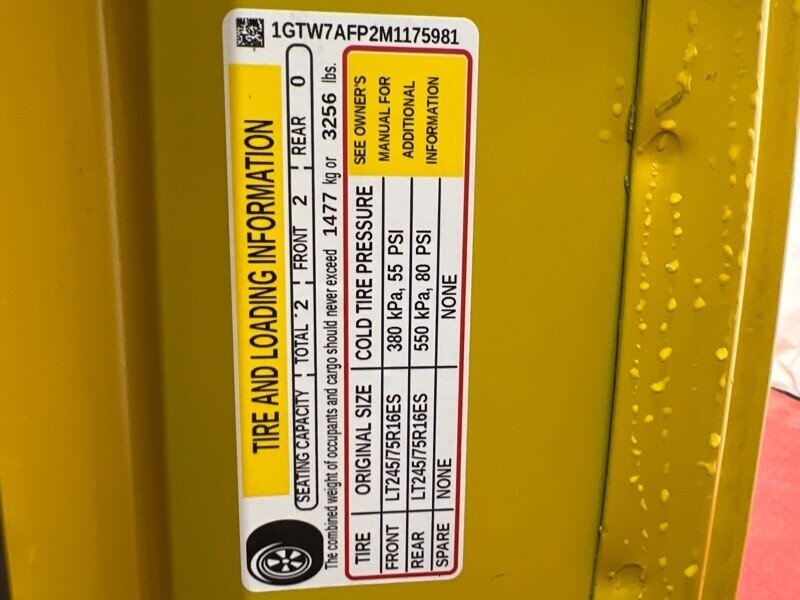 1GTW7AFP2M1175981
TIRE AND LOADING INFORMATION
SEATING CAPACITY TOTAL 2 FRONT 2 REAR 0
The combined weight of occupants and cargo should never exceed 1477 kg or 3256 lbs.
TIRE ORIGINAL SIZE COLD TIRE PRESSURE
FRONT LT245/75R16ES 380 kPa, 55 PSI
REAR LT245/75R16ES 550 kPa, 80 PSI
SPARE NONE NONE
SEE OWNER'S
MANUAL FOR
ADDITIONAL
INFORMATION